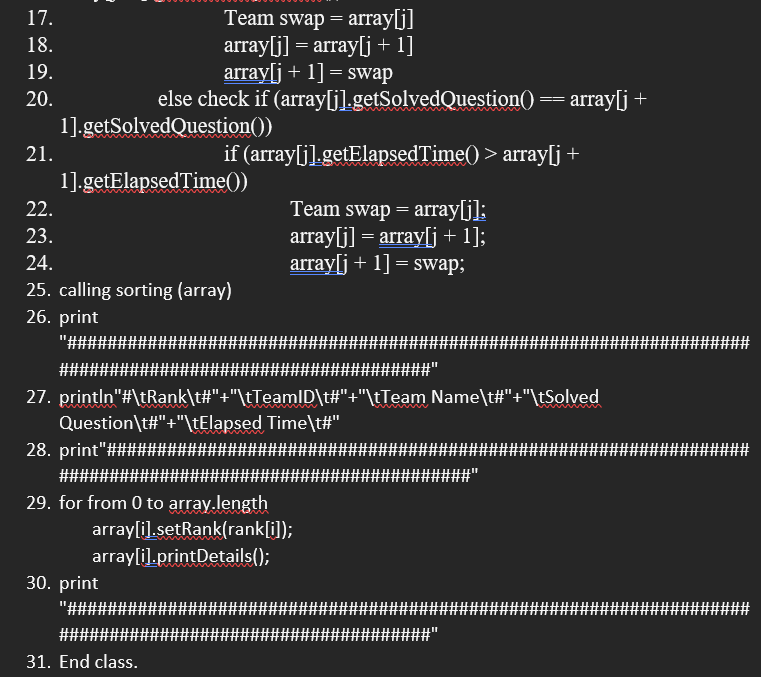 17. Team swap = array[j]
18. array[j] = array[j + 1]
19. array[j + 1] = swap
20. else check if (array[j].getSolvedQuestion() == array[j +
1].getSolvedQuestion())
21. if (array[j].getElapsedTime() > array[j +
1].getElapsedTime())
22. Team swap = array[j];
23. array[j] = array[j + 1];
24. array[j + 1] = swap;
25. calling sorting (array)
26. print
"####################################################################
#####################################"
27. println"#\tRank\t#"+"\tTeamID\t#"+"\tTeam Name\t#"+"\tSolved
Question\t#"+"\tElapsed Time\t#"
28. print"################################################################
#########################################"
29. for from 0 to array.length
array[i].setRank(rank[i]);
array[i].printDetails();
30. print
"####################################################################
#####################################"
31. End class.